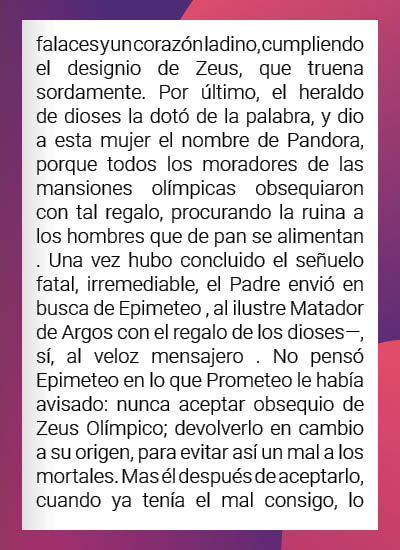 falaces y un corazón ladino, cumpliendo
el designio de Zeus, que truena
sordamente. Por último, el heraldo
de dioses la dotó de la palabra, y dio
a esta mujer el nombre de Pandora,
porque todos los moradores de las
mansiones olímpicas obsequiaron
con tal regalo, procurando la ruina a
los hombres que de pan se alimentan
. Una vez hubo concluido el señuelo
fatal, irremediable, el Padre envió en
busca de Epimeteo , al ilustre Matador
de Argos con el regalo de los dioses—,
sí, al veloz mensajero . No pensó
Epimeteo en lo que Prometeo le había
avisado: nunca aceptar obsequio de
Zeus Olímpico; devolverlo en cambio
a su origen, para evitar así un mal a los
mortales. Mas él después de aceptarlo,
cuando ya tenía el mal consigo, lo